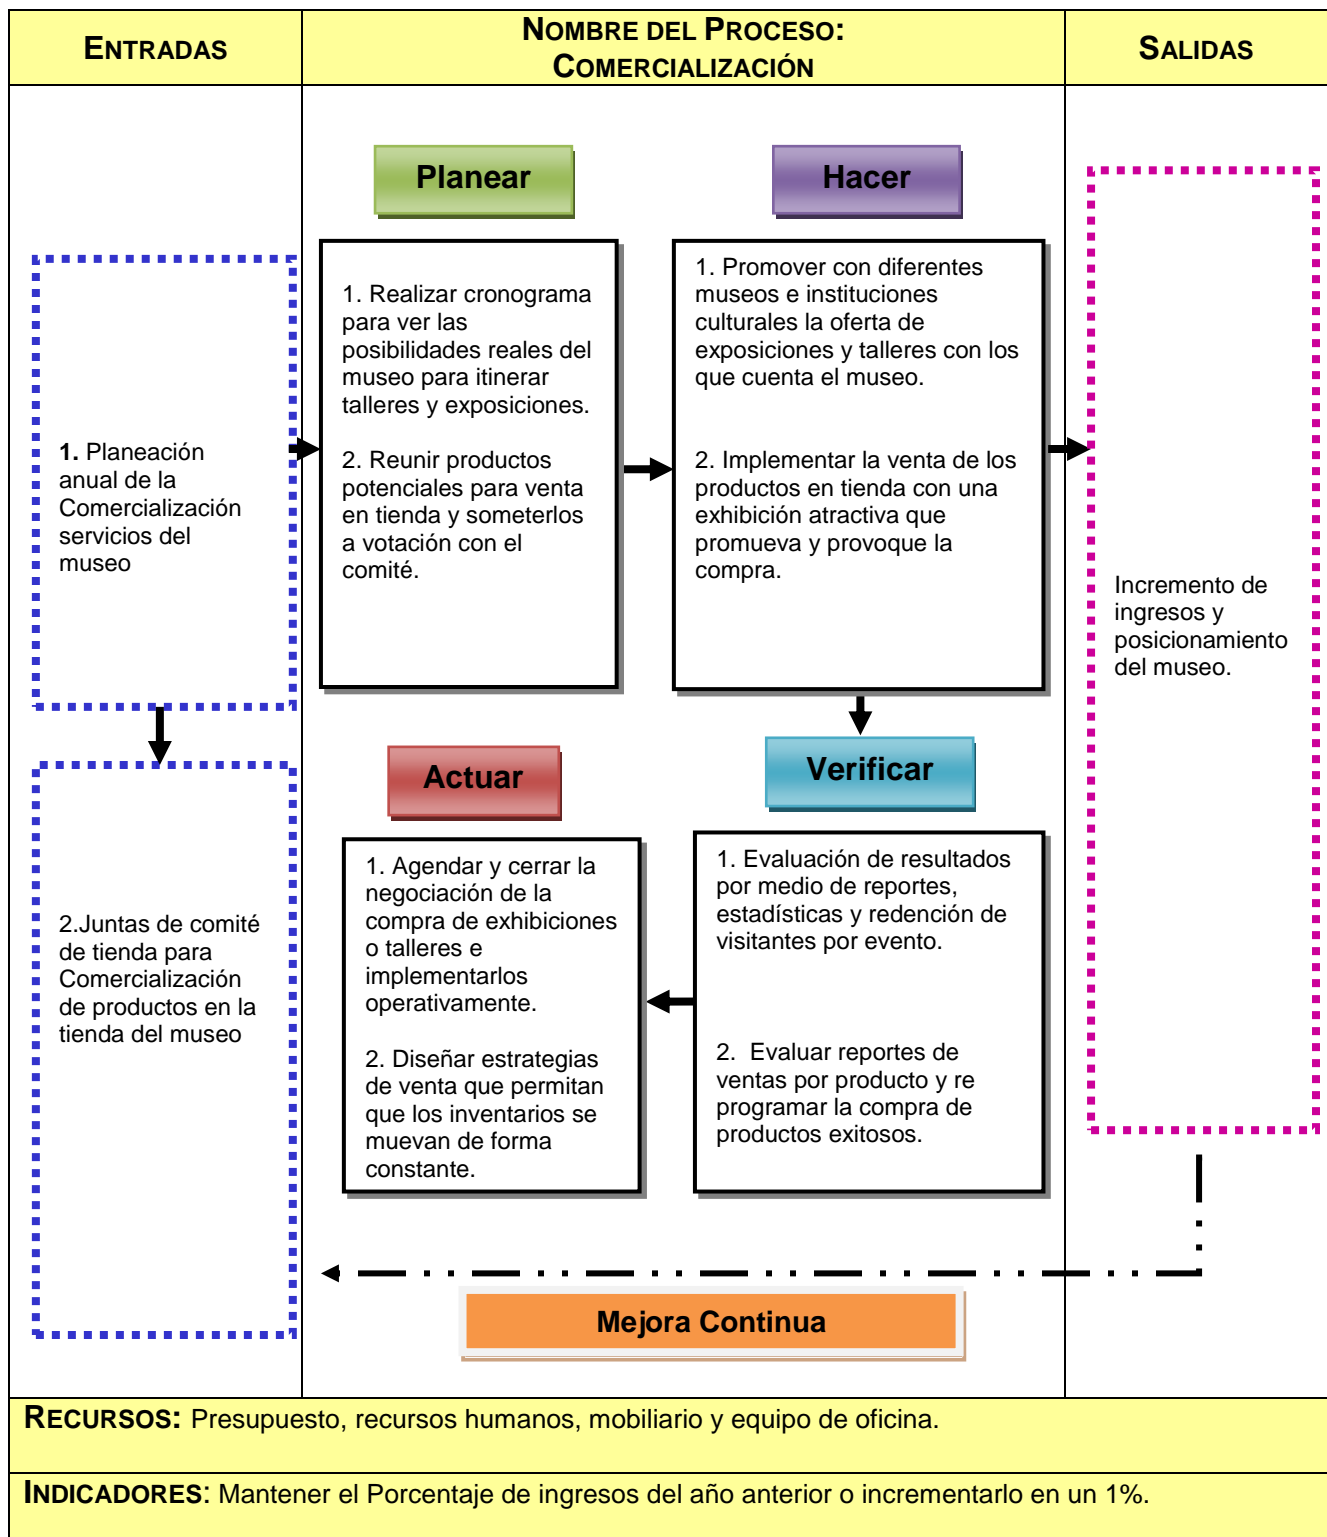 ENTRADAS
NOMBRE DEL PROCESO:
COMERCIALIZACIÓN
SALIDAS
Planear
Hacer
1. Planeación
anual de la
Comercialización
servicios del
museo
1. Realizar cronograma
para ver las
posibilidades reales del
museo para itinerar
talleres y exposiciones.
2. Reunir productos
potenciales para venta
en tienda y someterlos
a votación con el
comité.
1. Promover con diferentes
museos e instituciones
culturales la oferta de
exposiciones y talleres con los
que cuenta el museo.
2. Implementar la venta de los
productos en tienda con una
exhibición atractiva que
promueva y provoque la
compra.
Incremento de
ingresos y
posicionamiento
del museo.
Actuar
Verificar
2.Juntas de comité
de tienda para
Comercialización
de productos en la
tienda del museo
1. Agendar y cerrar la
negociación de la
compra de exhibiciones
o talleres e
implementarlos
operativamente.
2. Diseñar estrategias
de venta que permitan
que los inventarios se
muevan de forma
constante.
1. Evaluación de resultados
por medio de reportes,
estadísticas y redención de
visitantes por evento.
2. Evaluar reportes de
ventas por producto y re
programar la compra de
productos exitosos.
Mejora Continua
RECURSOS: Presupuesto, recursos humanos, mobiliario y equipo de oficina.
INDICADORES: Mantener el Porcentaje de ingresos del año anterior o incrementarlo en un 1%.